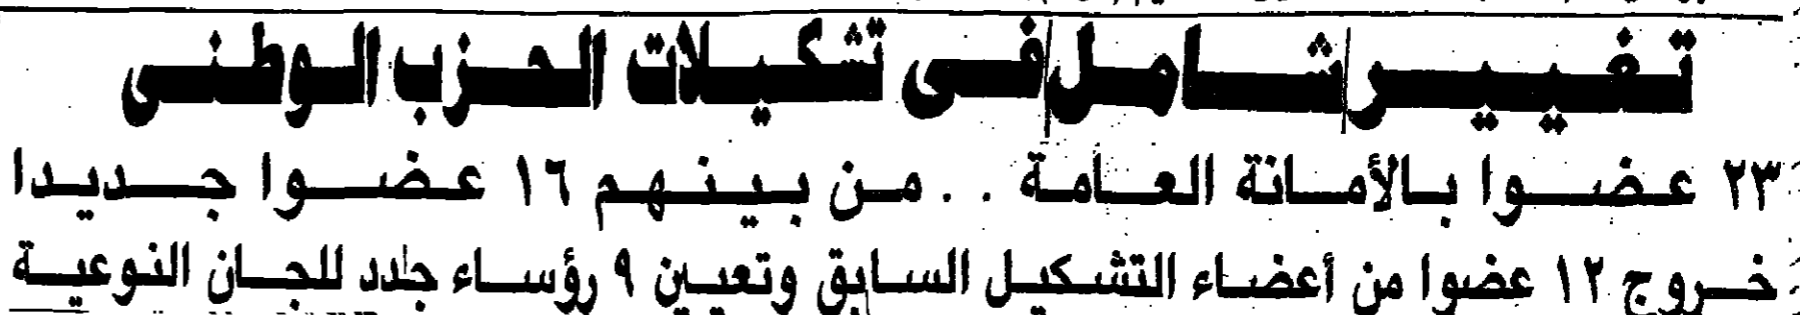 تغيير شامل فى تشكيلات الحزب الوطنى
٢٣ عضوا بالأمانة العامة . . من بينهم ١٦ عضوا جديدا
خروج ١٢ عضوا من أعضاء التشكيل السابق وتعيين ٩ رؤساء جدد للجان النوعية